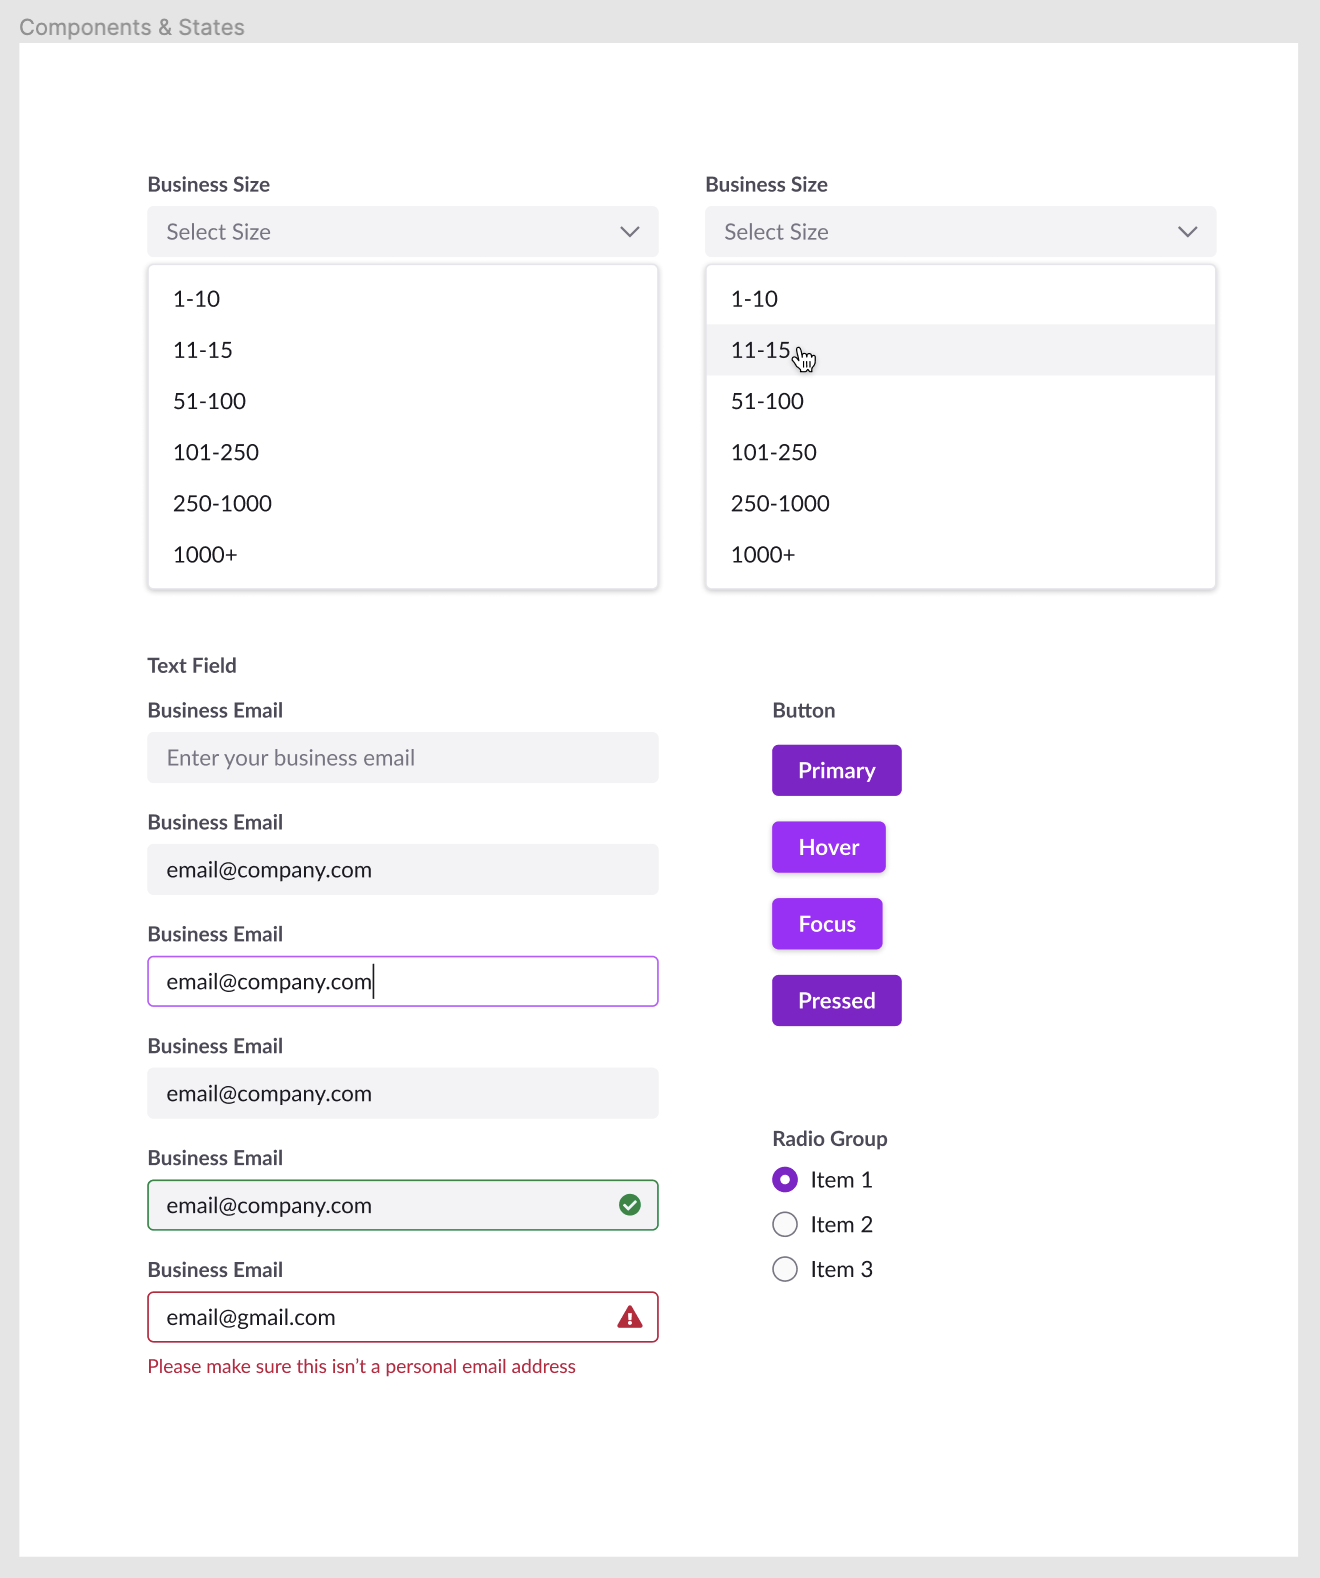 Components & States
Business Size
Select Size
1-10
11-15
51-100
101-250
250-1000
1000+
Business Size
Select Size
1-10
11-15
51-100
101-250
250-1000
1000+
Text Field
Business Email
Enter your business email
Business Email
email@company.com
Business Email
email@company.com
Business Email
email@company.com
Business Email
email@company.com
Business Email
email@gmail.com
Please make sure this isn’t a personal email address
Button
Primary
Hover
Focus
Pressed
Radio Group
Item 1
Item 2
Item 3